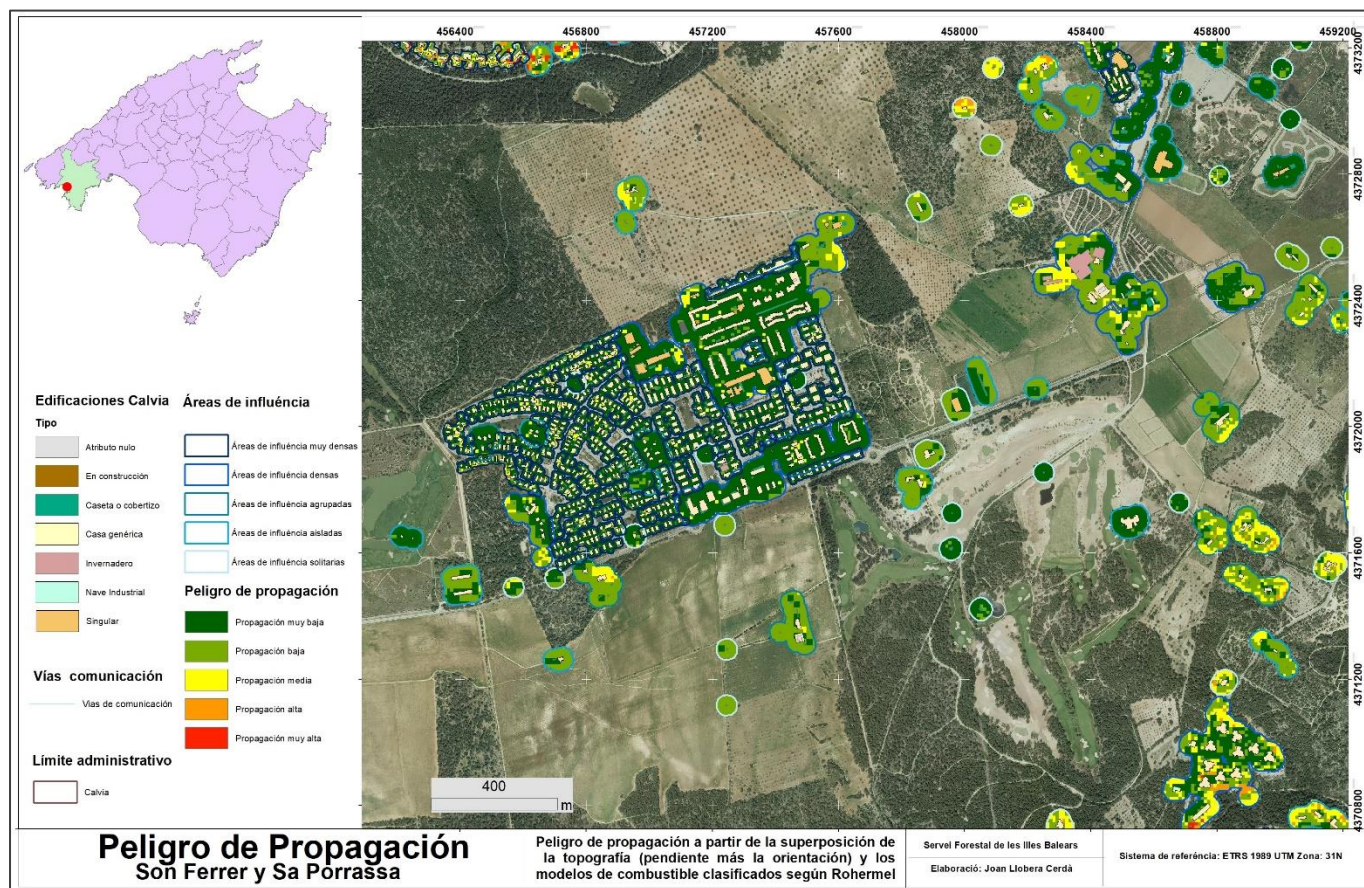 456400 456800 457200 457600 458000 458400 458800 459200
4373200
4372800
4372400
4372000
4371600
4371200
4370800
Edificaciones Calvia
Tipo
Atributo nulo
En construcción
Caseta o cobertizo
Casa genérica
Invernadero
Nave Industrial
Singular
Vías comunicación
Vias de comunicación
Límite administrativo
Calvia
Áreas de influéncia
Áreas de influéncia muy densas
Áreas de influéncia densas
Áreas de influéncia agrupadas
Áreas de influéncia aisladas
Áreas de influéncia solitarias
Peligro de propagación
Propagación muy baja
Propagación baja
Propagación media
Propagación alta
Propagación muy alta
400
m
Peligro de Propagación
Son Ferrer y Sa Porrassa
Peligro de propagación a partir de la superposición de
la topografía (pendiente más la orientación) y los
modelos de combustible clasificados según Rohermel
Servei Forestal de les Illes Balears
Elaboració: Joan Llobera Cerdà
Sistema de referéncia: ETRS 1989 UTM Zona: 31N